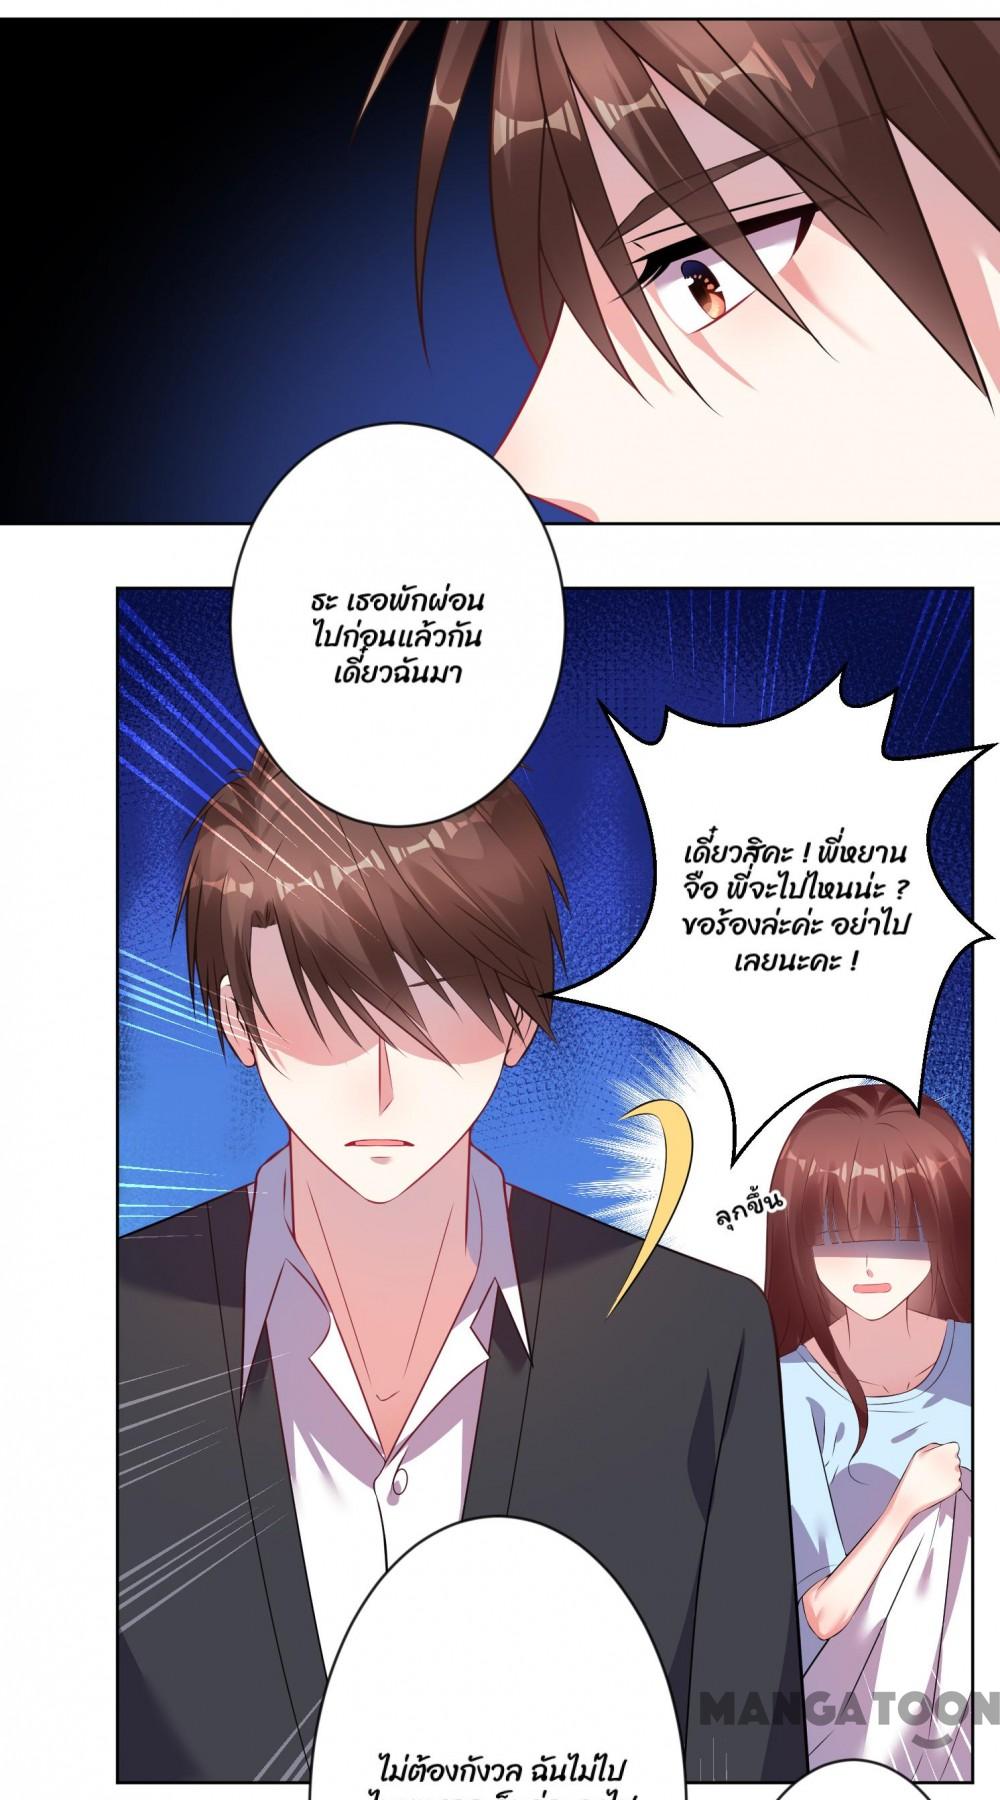 ธะ เธอพักผ่อน
ไปก่อนแล้วกัน
เดี๋ยวฉันมา
เดี๋ยวสิคะ ! พี่หยาน
จือ พี่จะไปไหนน่ะ ?
ขอร้องล่ะค่ะ อย่าไป
เลยนะคะ !
ลุกขึ้น
MANGATOON
ไม่ต้องกังวล ฉันไม่ไป